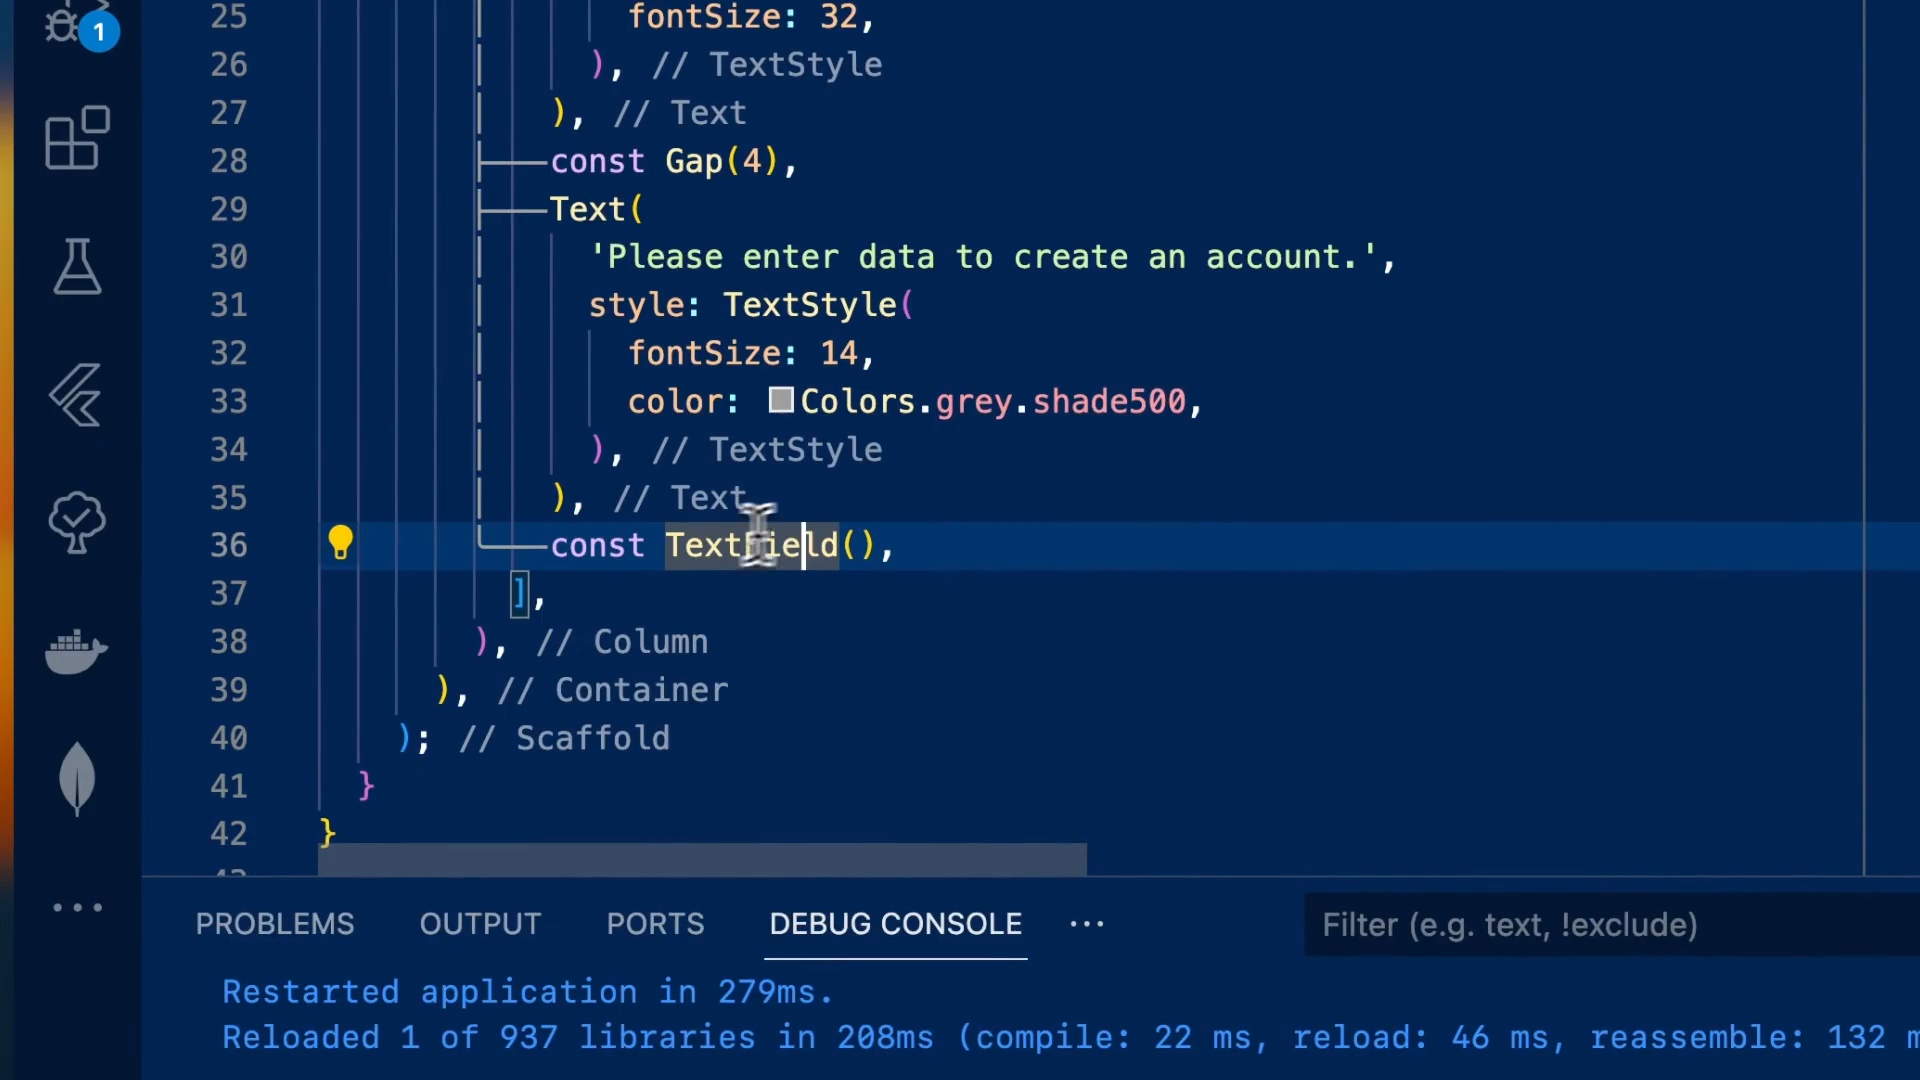 1
25 fontSize: 32,
26 ), // TextStyle
27 ), // Text
28 const Gap(4),
29 Text(
30 'Please enter data to create an account.',
31 style: TextStyle(
32 fontSize: 14,
33 color: Colors.grey.shade500,
34 ), // TextStyle
35 ), // Text
36 const TextField(),
37 ],
38 ), // Column
39 ), // Container
40 ); // Scaffold
41 }
42 }
PROBLEMS OUTPUT PORTS DEBUG CONSOLE ··· Filter (e.g. text, !exclude)
Restarted application in 279ms.
Reloaded 1 of 937 libraries in 208ms (compile: 22 ms, reload: 46 ms, reassemble: 132 m